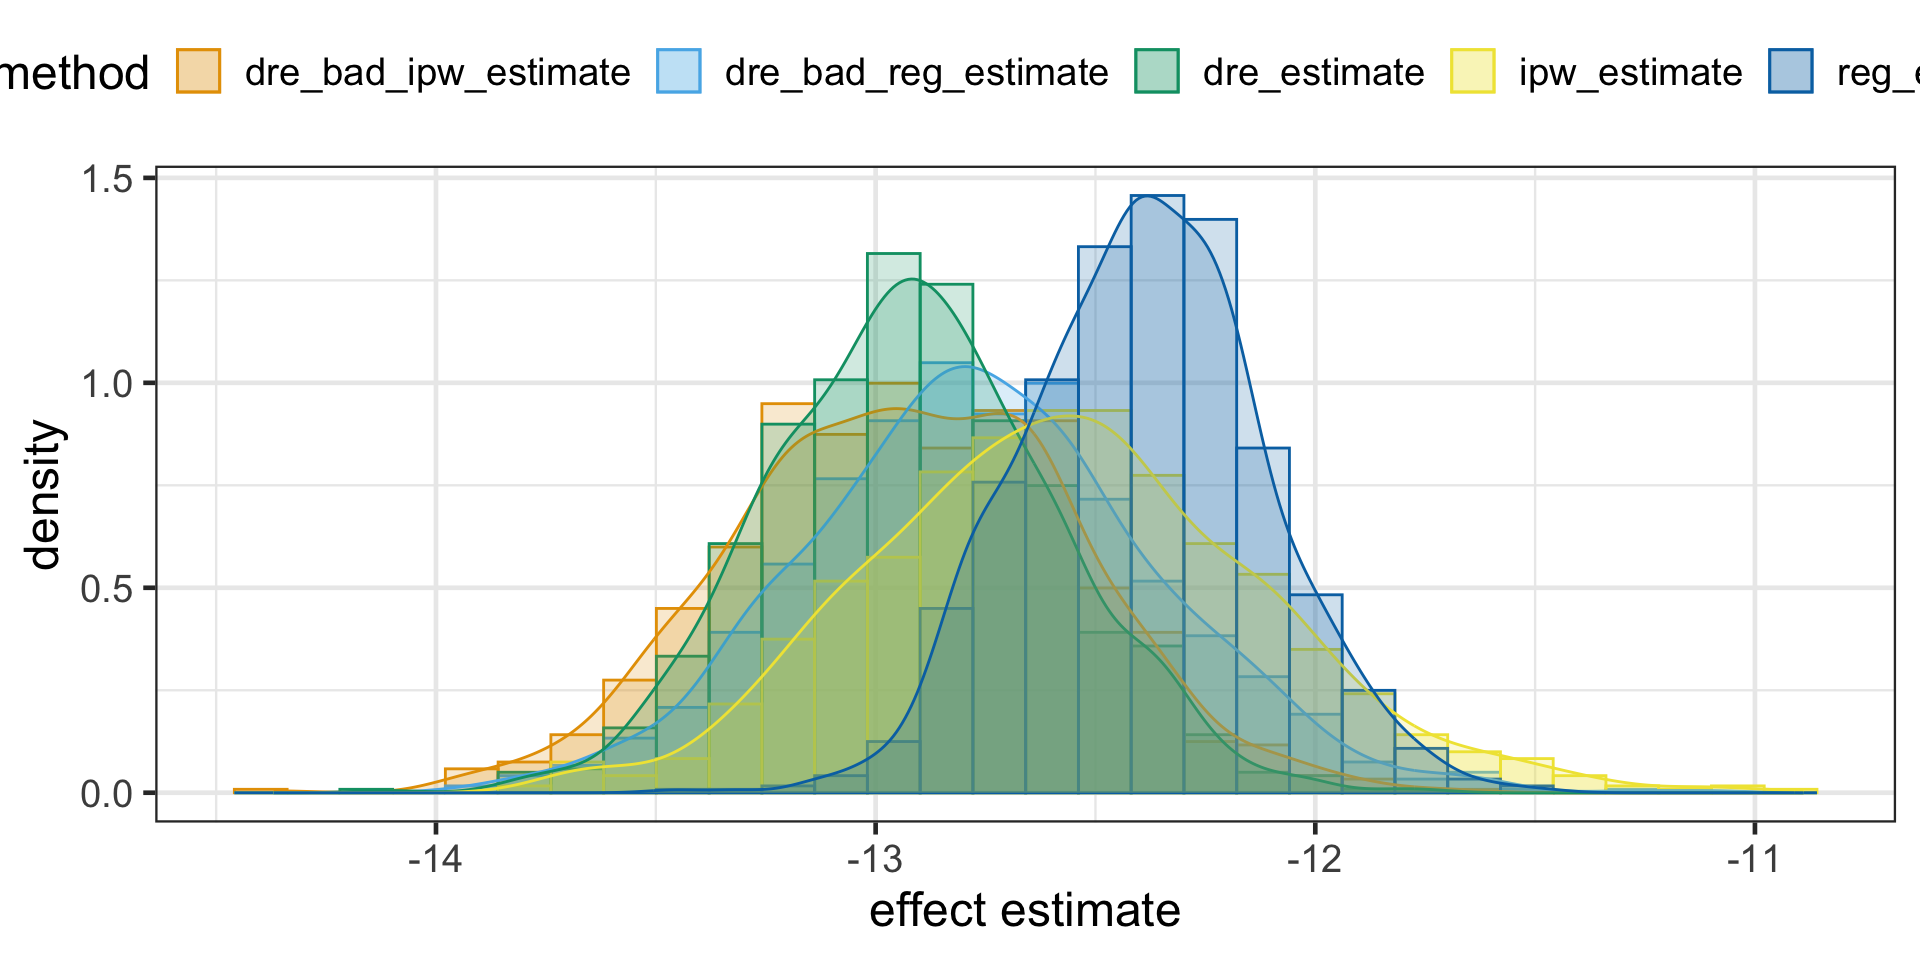 method dre_bad_ipw_estimate dre_bad_reg_estimate dre_estimate ipw_estimate
1.5
1.0
0.5
0.0
density
-14 -13 -12 -11
effect estimate